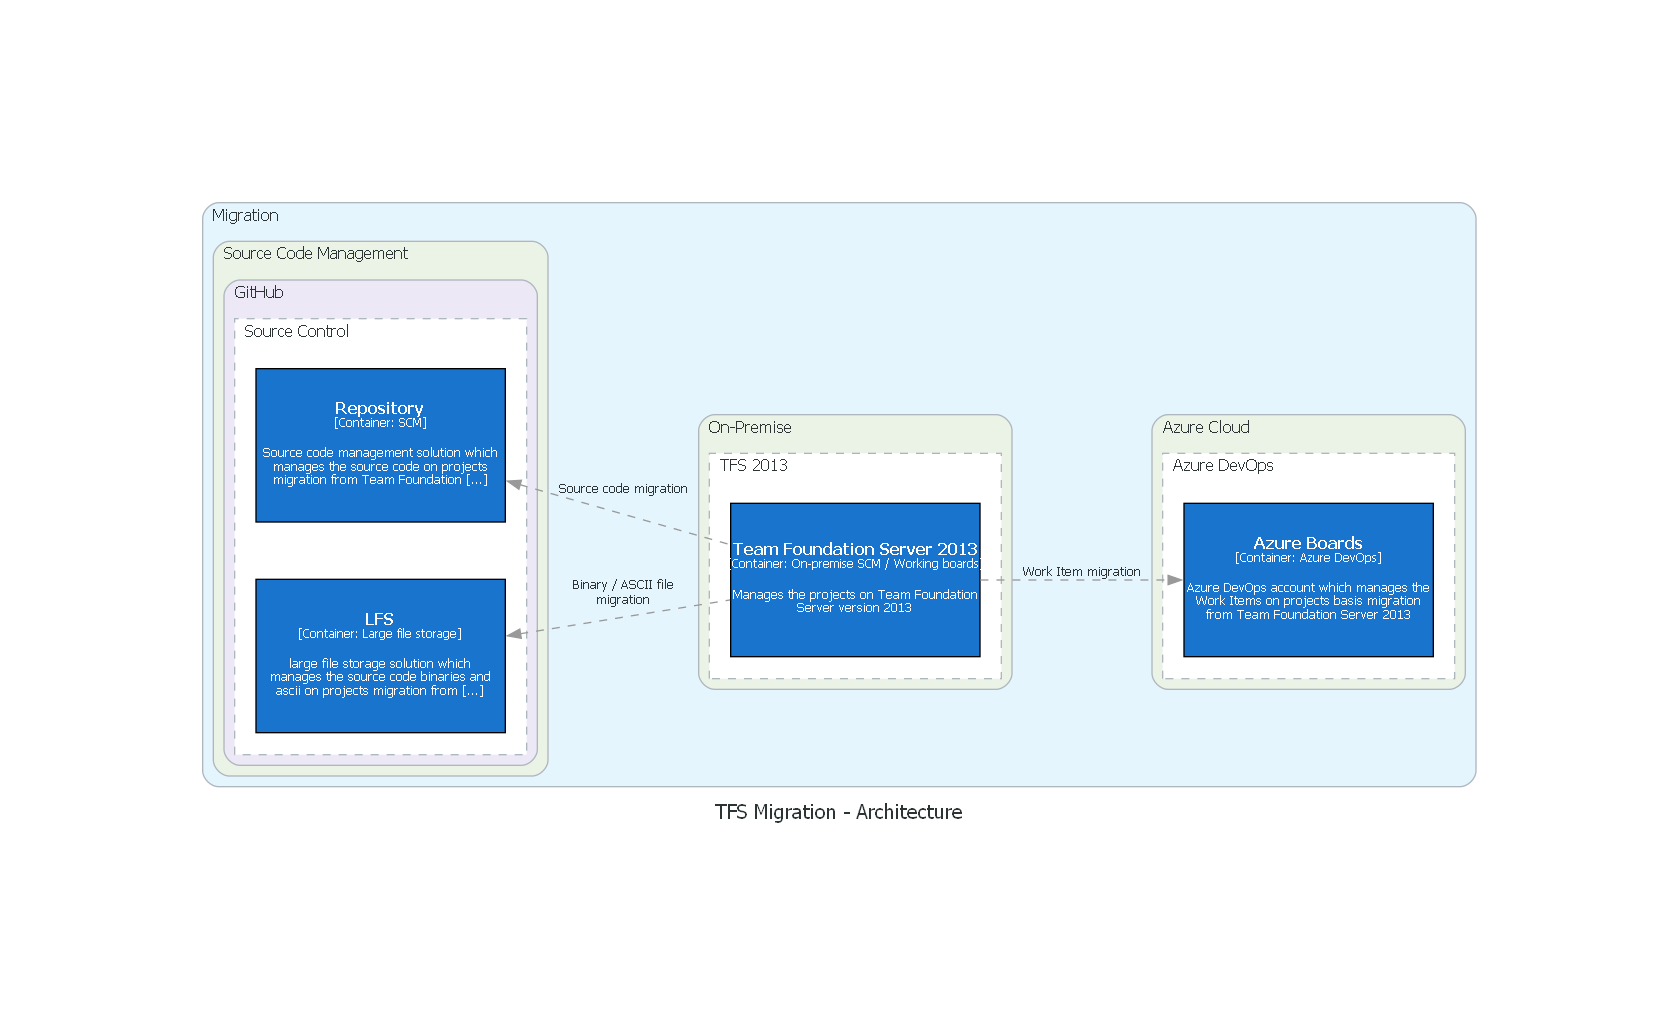 Migration
Source Code Management
GitHub
Source Control
Repository
[Container: SCM]
Source code management solution which
manages the source code on projects
migration from Team Foundation [...]
LFS
[Container: Large file storage]
large file storage solution which
manages the source code binaries and
ascii on projects migration from [...]
Source code migration
Binary / ASCII file
migration
On-Premise
TFS 2013
Team Foundation Server 2013
[Container: On-premise SCM / Working boards]
Manages the projects on Team Foundation
Server version 2013
Work Item migration
Azure Cloud
Azure DevOps
Azure Boards
[Container: Azure DevOps]
Azure DevOps account which manages the
Work Items on projects basis migration
from Team Foundation Server 2013
TFS Migration - Architecture